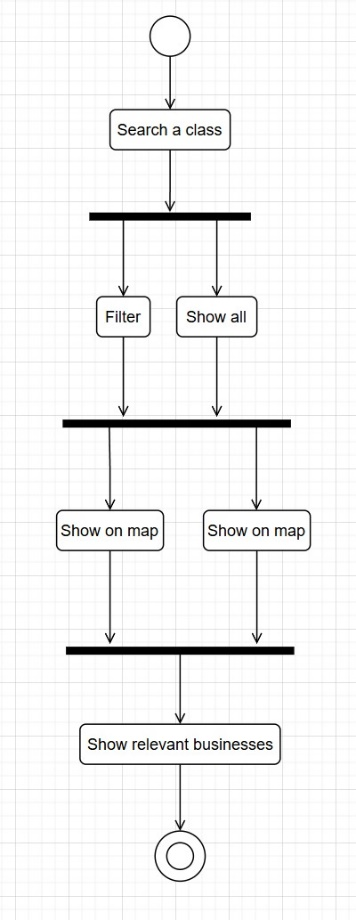 Search a class
Filter
Show all
Show on map
Show on map
Show relevant businesses